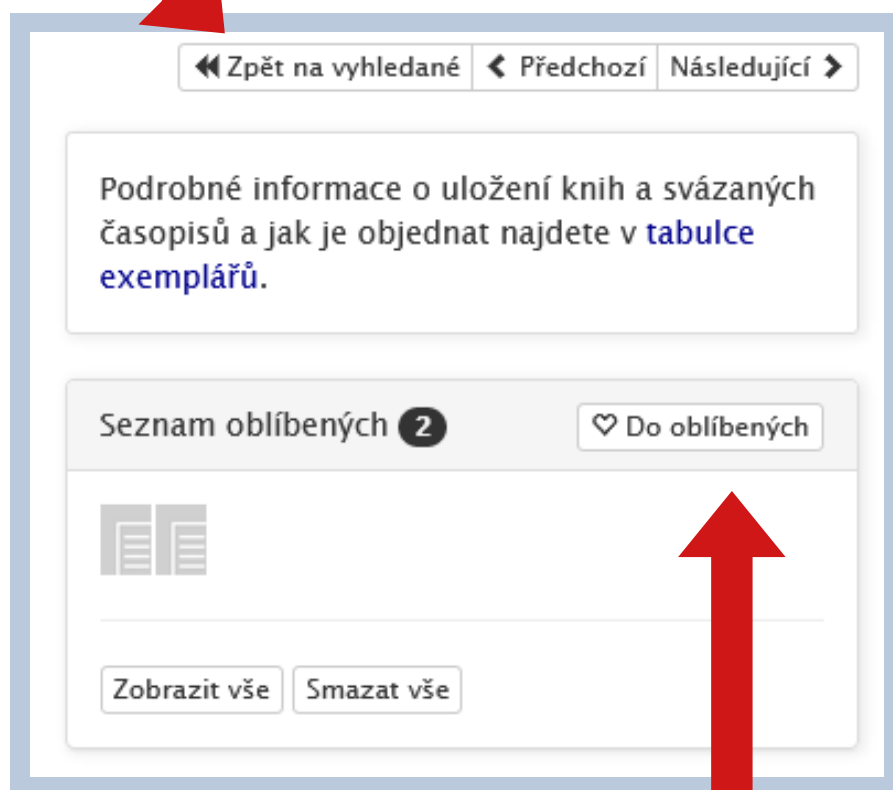 Zpět na vyhledané Předchozí Následující
Podrobné informace o uložení knih a svázaných
časopisů a jak je objednat najdete v tabulce
exemplářů.
Seznam oblíbených 2 Do oblíbených
Zobrazit vše Smazat vše